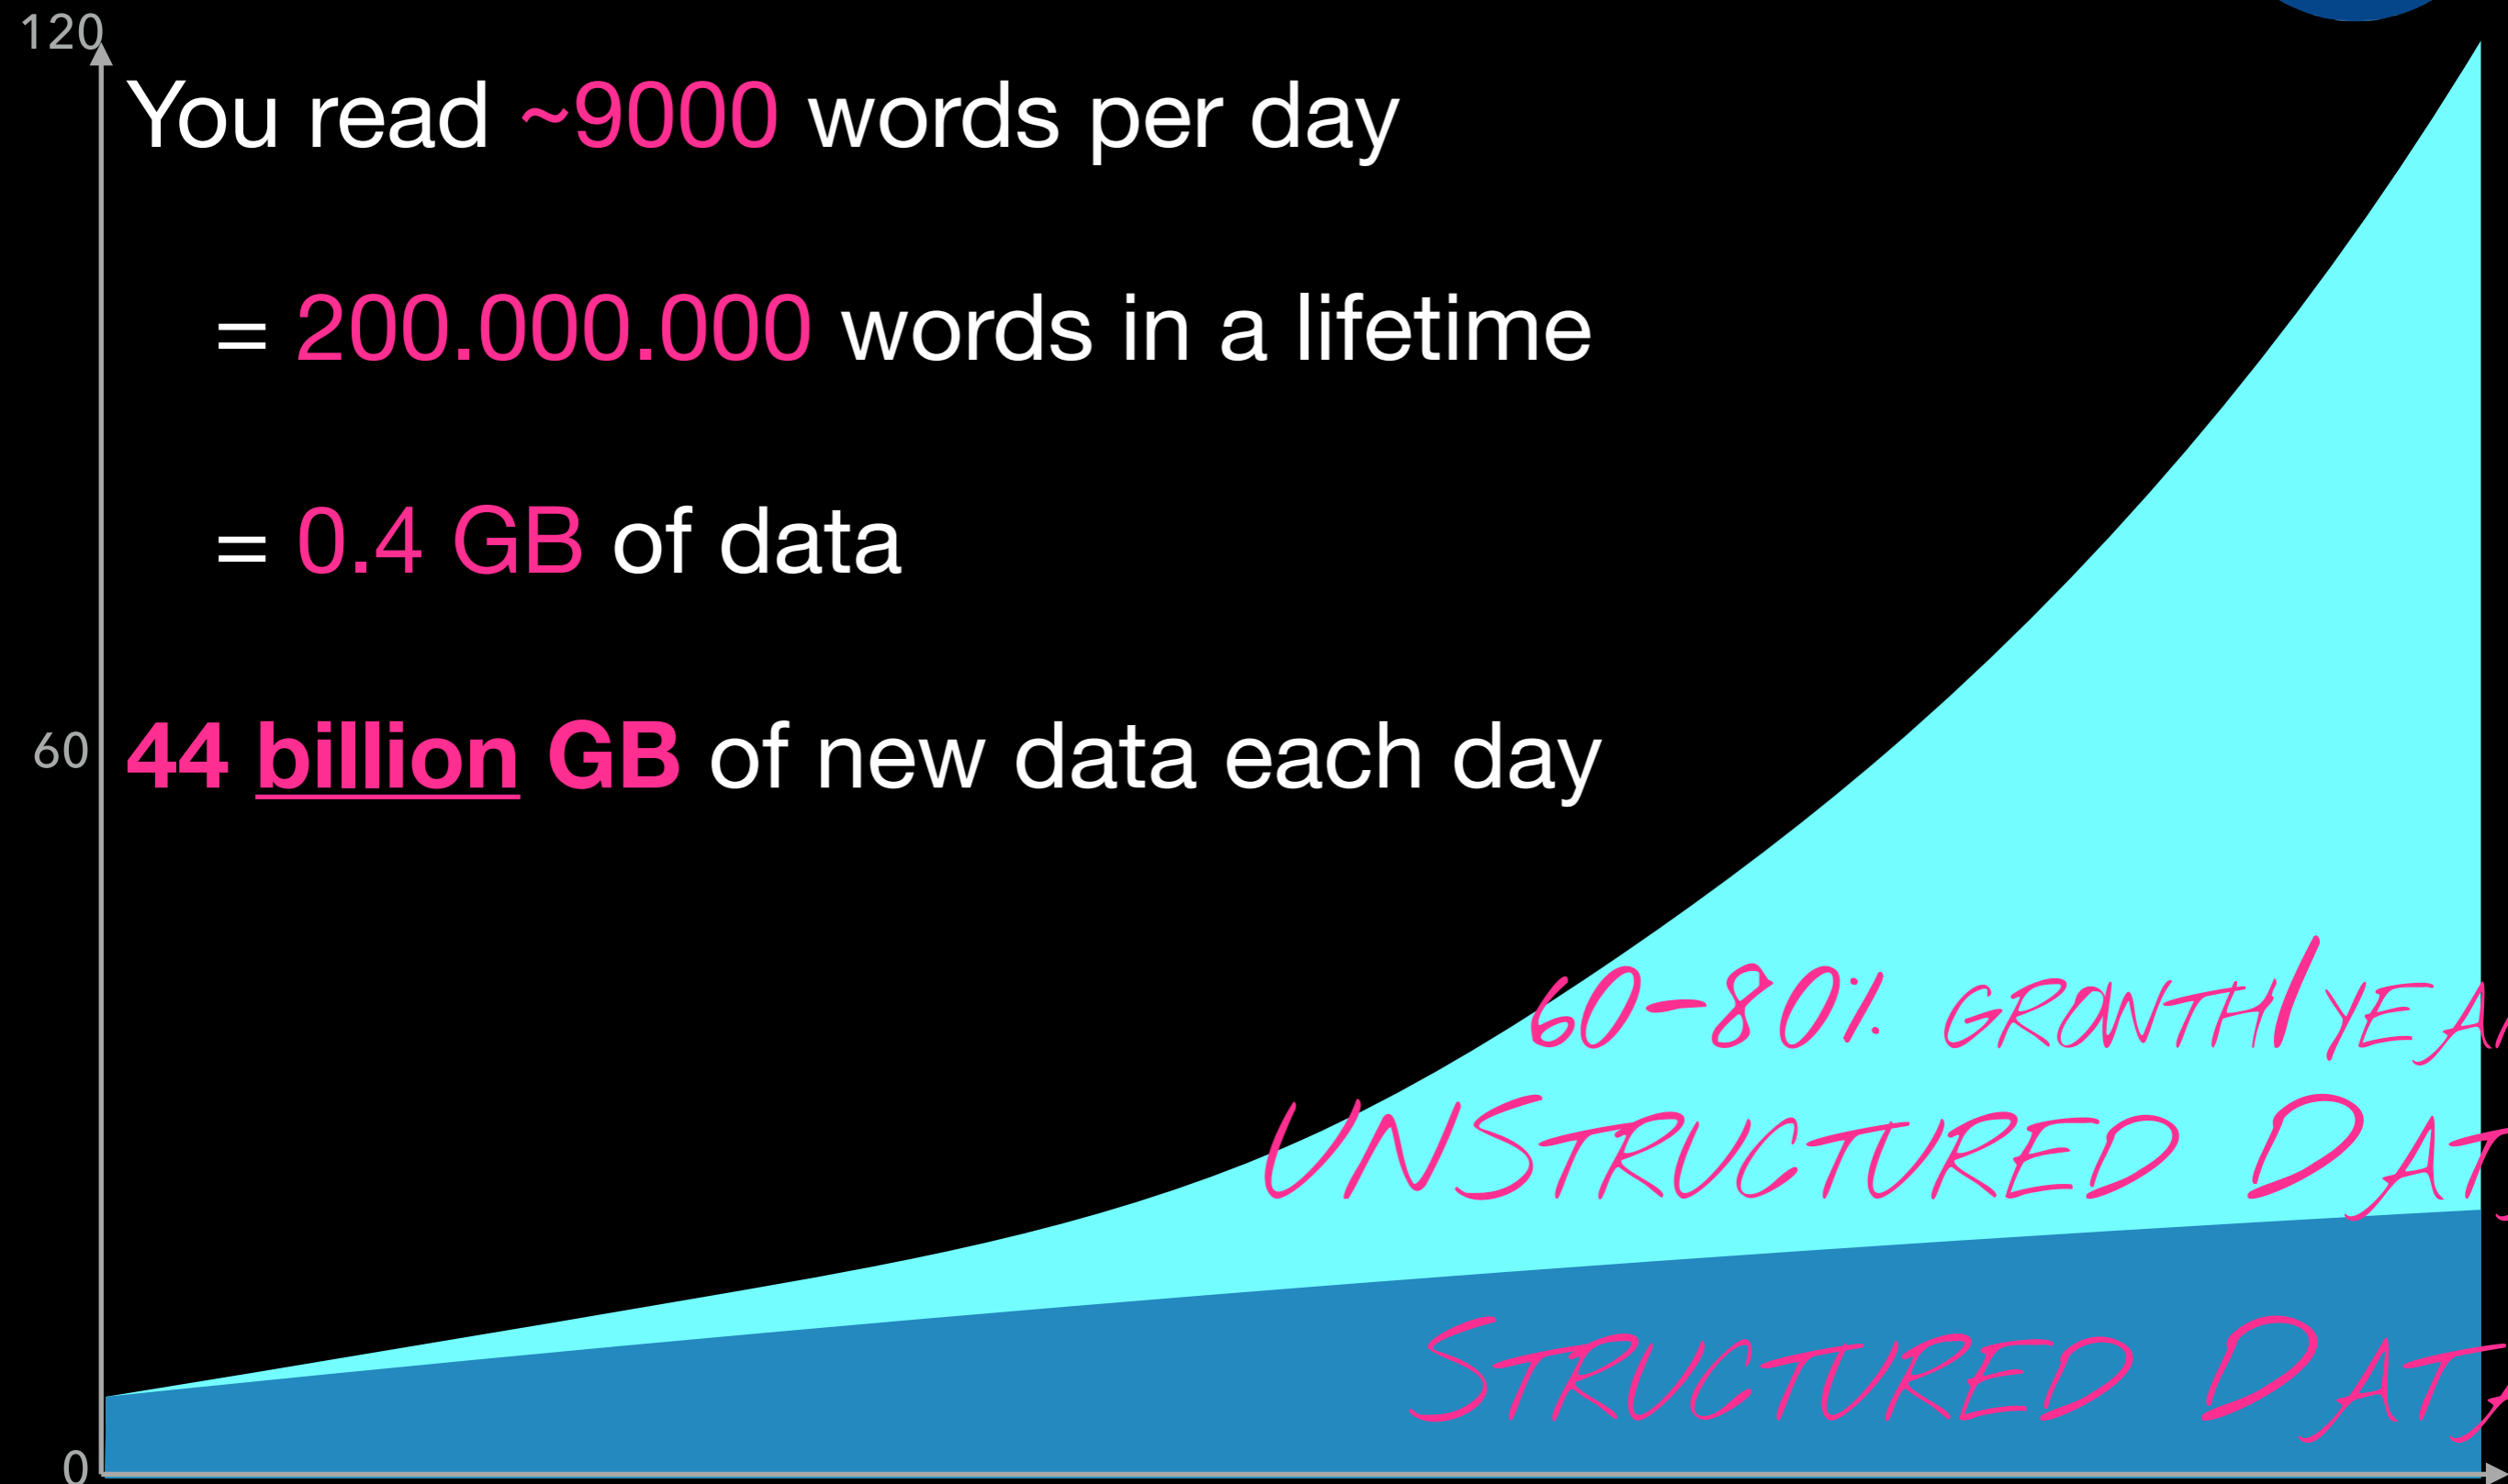 120
You read ~9000 words per day
= 200.000.000 words in a lifetime
= 0.4 GB of data
60
44 billion GB of new data each day
60-80% GROWTH/YEA
UNSTRUCTURED DAT
STRUCTURED DATA
0